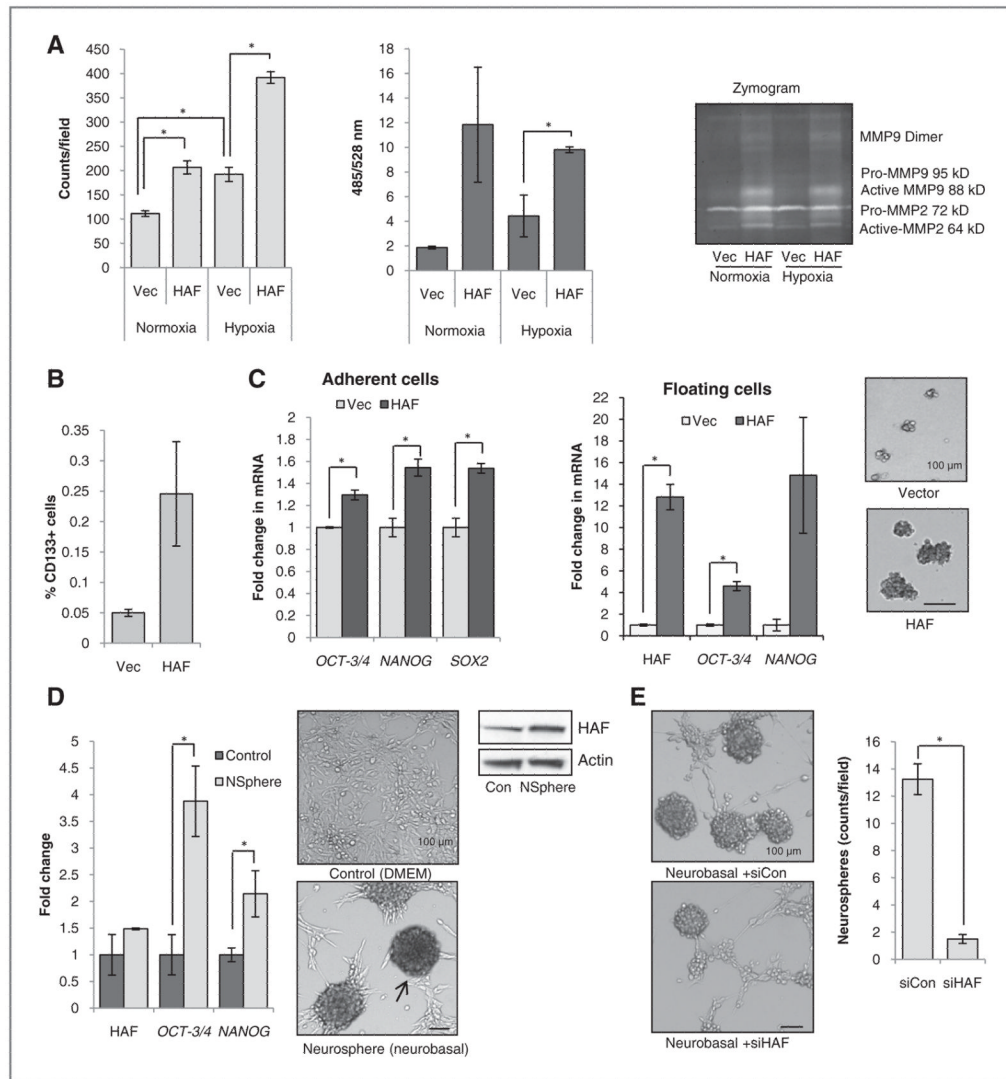 A
450
400
350
300
250
200
150
100
50
0
Counts/field
*
*
*
Vec HAF Vec HAF
Normoxia Hypoxia
18
16
14
12
10
8
6
4
2
0
485/528 nm
*
Vec HAF Vec HAF
Normoxia Hypoxia
Zymogram
MMP9 Dimer
Pro-MMP9 95 kD
Active MMP9 88 kD
Pro-MMP2 72 kD
Active-MMP2 64 kD
Vec HAF Vec HAF
Normoxia Hypoxia
B
0.35
0.3
0.25
0.2
0.15
0.1
0.05
0
% CD133+ cells
Vec HAF
C
Adherent cells
Vec HAF
2
1.8
1.6
1.4
1.2
1
0.8
0.6
0.4
0.2
0
Fold change in mRNA
*
*
*
OCT-3/4 NANOG SOX2
Floating cells
Vec HAF
22
20
18
16
14
12
10
8
6
4
2
0
Fold change in mRNA
*
*
HAF OCT-3/4 NANOG
100 µm
Vector
HAF
D
5
4.5
4
3.5
3
2.5
2
1.5
1
0.5
0
Fold change
Control
NSphere
*
*
HAF OCT-3/4 NANOG
100 µm
Control (DMEM)
Neurosphere (neurobasal)
HAF
Actin
Con NSphere
E
100 µm
Neurobasal +siCon
Neurobasal +siHAF
16
14
12
10
8
6
4
2
0
Neurospheres (counts/field)
*
siCon siHAF